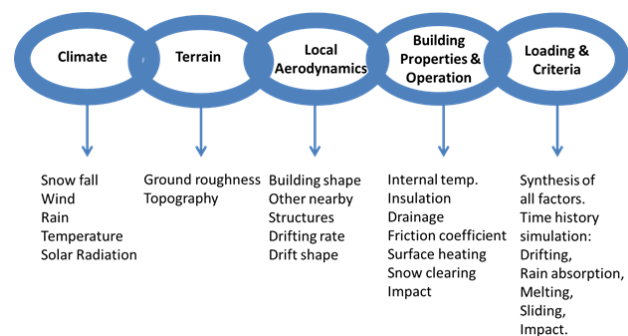 Climate
Terrain
Local
Aerodynamics
Building
Properties &
Operation
Loading &
Criteria
Snow fall
Wind
Rain
Temperature
Solar Radiation
Ground roughness
Topography
Building shape
Other nearby
Structures
Drifting rate
Drift shape
Internal temp.
Insulation
Drainage
Friction coefficient
Surface heating
Snow clearing
Impact
Synthesis of
all factors.
Time history
simulation:
Drifting,
Rain absorption,
Melting,
Sliding,
Impact.